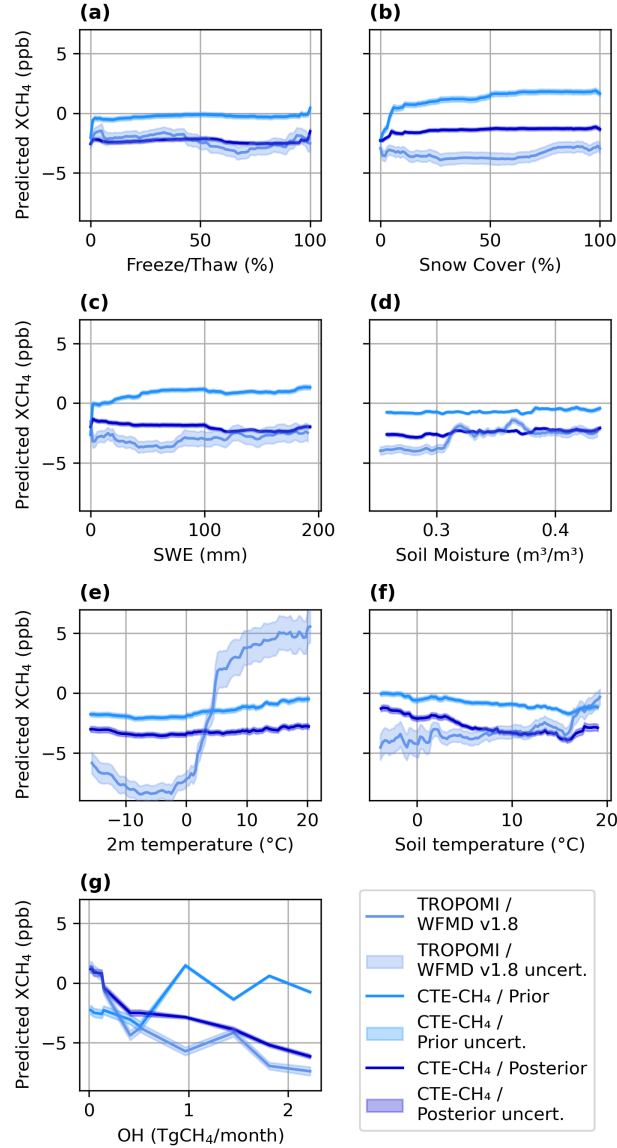 (a)
(b)
Predicted XCH₄ (ppb)
5
0
−5
0
50
100
0
50
100
Freeze/Thaw (%)
Snow Cover (%)
(c)
(d)
Predicted XCH₄ (ppb)
5
0
−5
0
100
200
0.3
0.4
SWE (mm)
Soil Moisture (m³/m³)
(e)
(f)
Predicted XCH₄ (ppb)
5
0
−5
−10
0
10
20
0
10
20
2m temperature (°C)
Soil temperature (°C)
(g)
Predicted XCH₄ (ppb)
5
0
−5
0
1
2
OH (TgCH₄/month)
TROPOMI /
WFMD v1.8
TROPOMI /
WFMD v1.8 uncert.
CTE-CH₄ / Prior
CTE-CH₄ /
Prior uncert.
CTE-CH₄ / Posterior
CTE-CH₄ /
Posterior uncert.